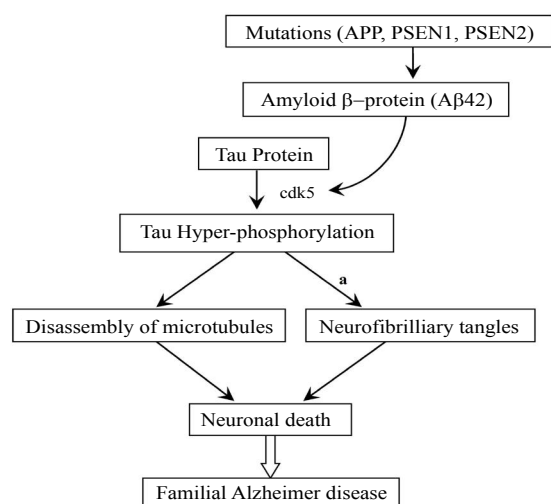 Mutations (APP, PSEN1, PSEN2)
Amyloid β–protein (Aβ42)
Tau Protein
cdk5
Tau Hyper-phosphorylation
a
Disassembly of microtubules
Neurofibrilliary tangles
Neuronal death
Familial Alzheimer disease